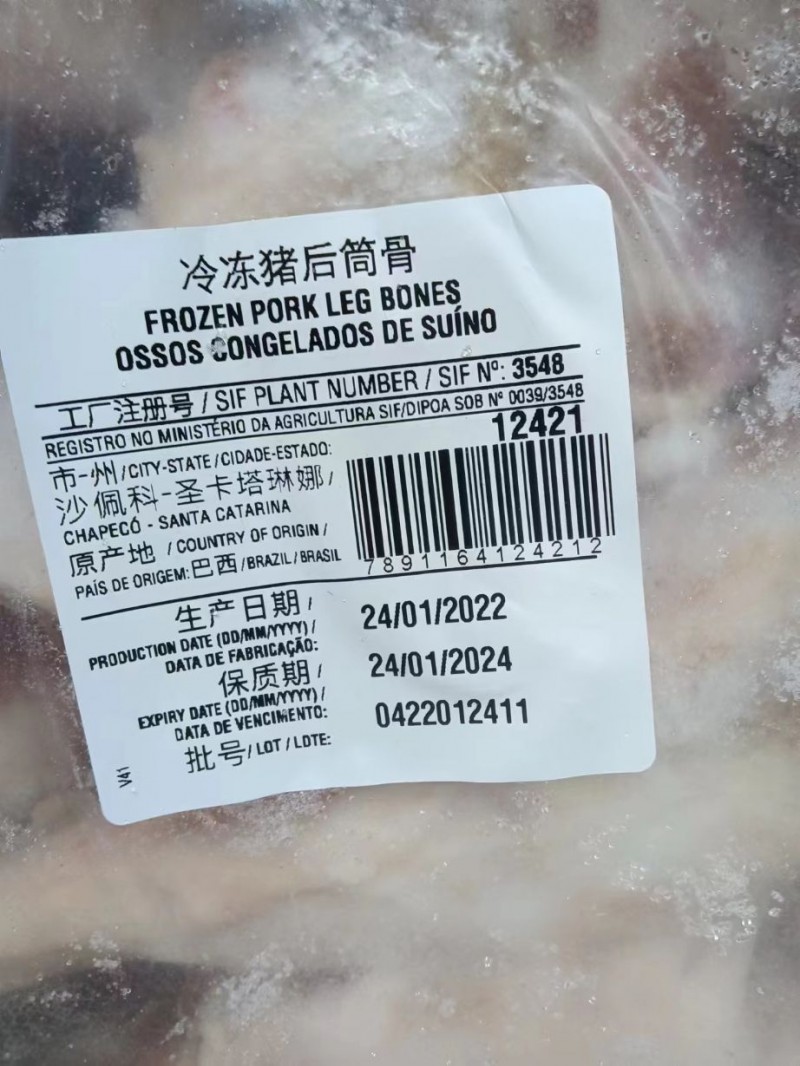 冷冻猪后筒骨
FROZEN PORK LEG BONES
OSSOS CONGELADOS DE SUÍNO
工厂注册号 / SIF PLANT NUMBER / SIF Nº: 3548
REGISTRO NO MINISTÉRIO DA AGRICULTURA SIF/DIPOA SOB Nº 0039/3548
12421
市-州/CITY-STATE/CIDADE-ESTADO:
沙佩科-圣卡塔琳娜/
CHAPECÓ - SANTA CATARINA
原产地 / COUNTRY OF ORIGIN /
PAÍS DE ORIGEM: 巴西/BRAZIL/BRASIL
7891164124212
生产日期/ 24/01/2022
PRODUCTION DATE (DD/MM/YYYY) /
DATA DE FABRICAÇÃO:
保质期/ 24/01/2024
EXPIRY DATE (DD/MM/YYYY) /
DATA DE VENCIMENTO:
批号/LOT/LOTE: 0422012411
V41